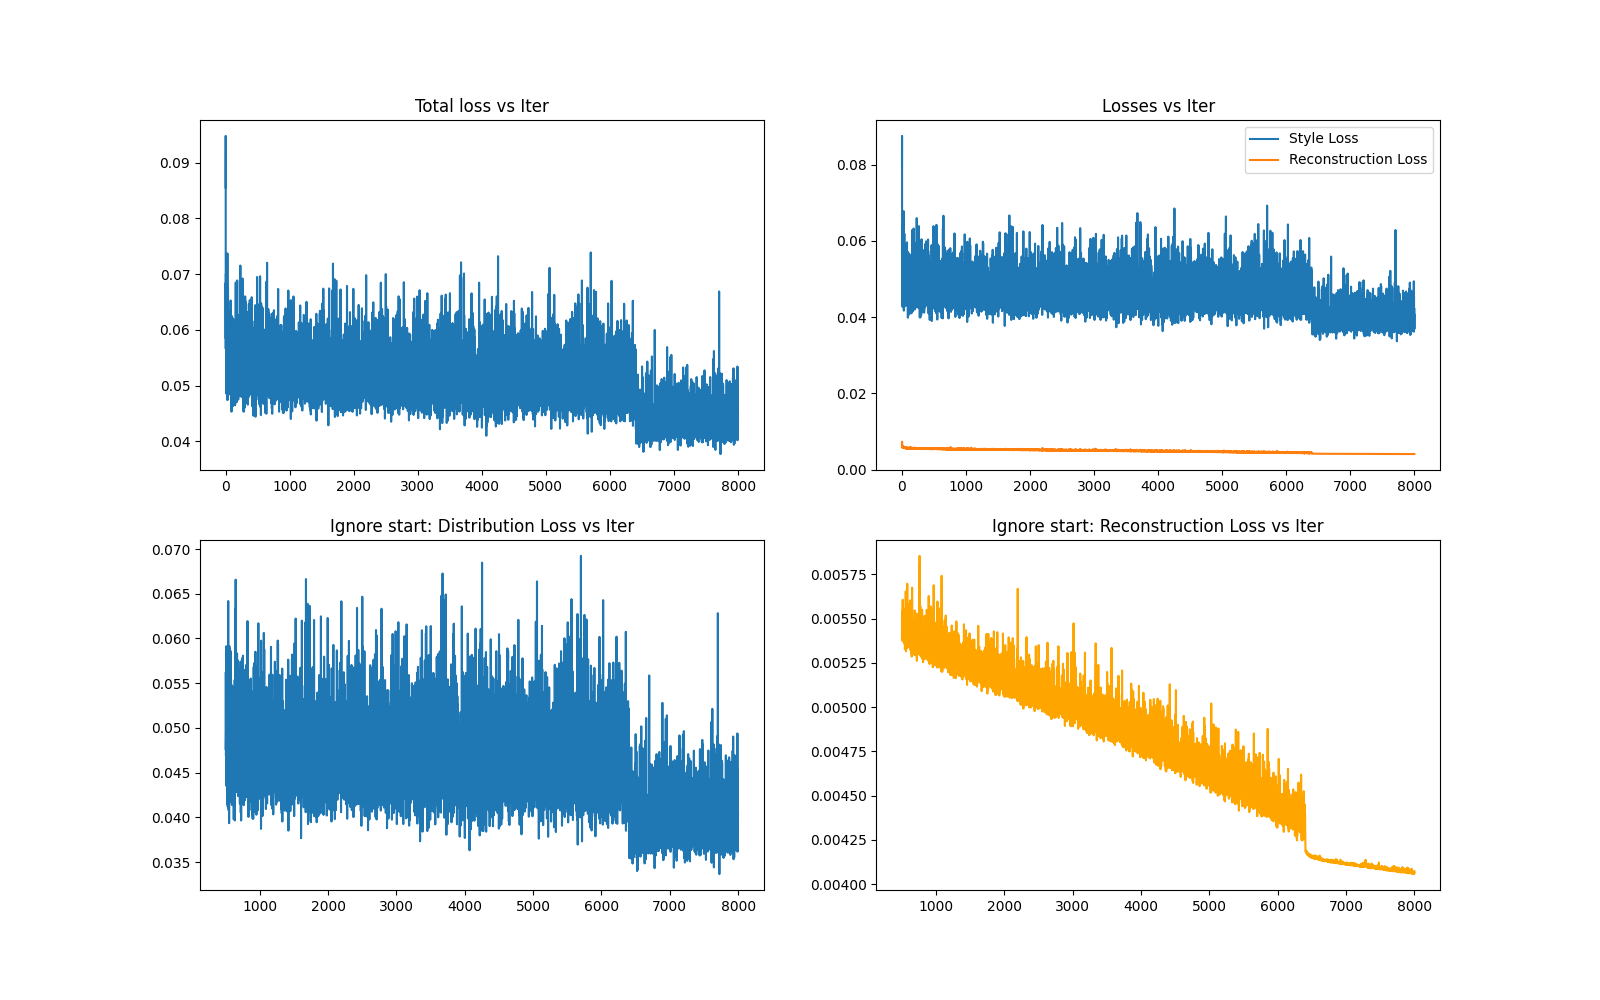 Total loss vs Iter
0.09
0.08
0.07
0.06
0.05
0.04
0 1000 2000 3000 4000 5000 6000 7000 8000
Losses vs Iter
Style Loss
Reconstruction Loss
0.08
0.06
0.04
0.02
0.00
0 1000 2000 3000 4000 5000 6000 7000 8000
Ignore start: Distribution Loss vs Iter
0.070
0.065
0.060
0.055
0.050
0.045
0.040
0.035
1000 2000 3000 4000 5000 6000 7000 8000
Ignore start: Reconstruction Loss vs Iter
0.00575
0.00550
0.00525
0.00500
0.00475
0.00450
0.00425
0.00400
1000 2000 3000 4000 5000 6000 7000 8000